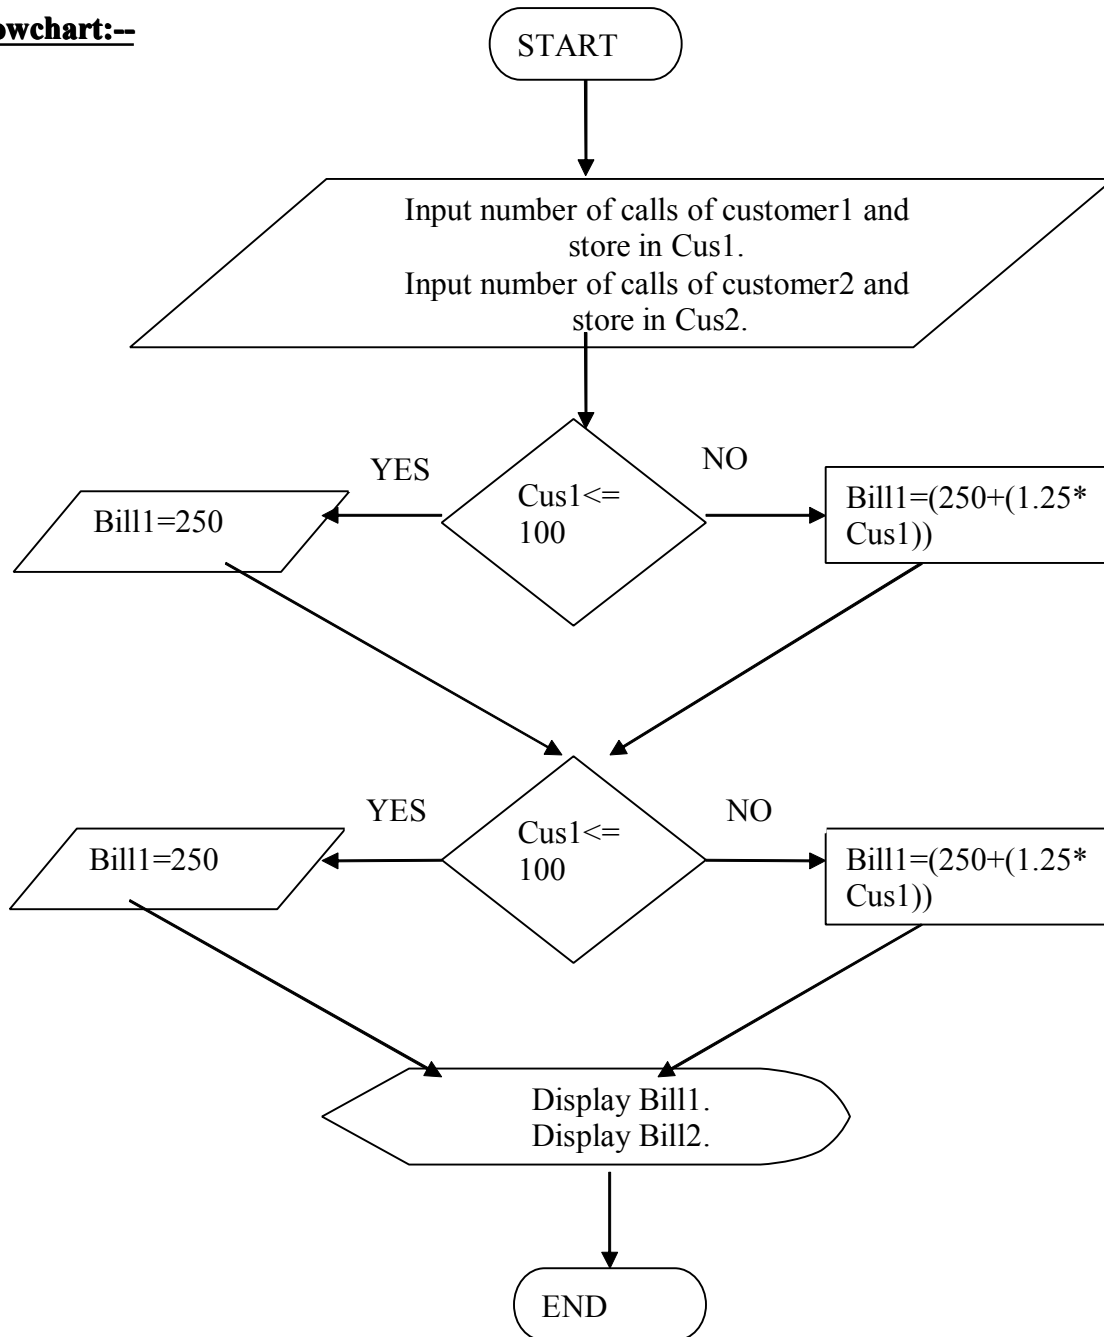 owchart:--
START
Input number of calls of customer1 and
store in Cus1.
Input number of calls of customer2 and
store in Cus2.
YES
NO
Cus1<=
100
Bill1=250
Bill1=(250+(1.25*
Cus1))
YES
NO
Cus1<=
100
Bill1=250
Bill1=(250+(1.25*
Cus1))
Display Bill1.
Display Bill2.
END